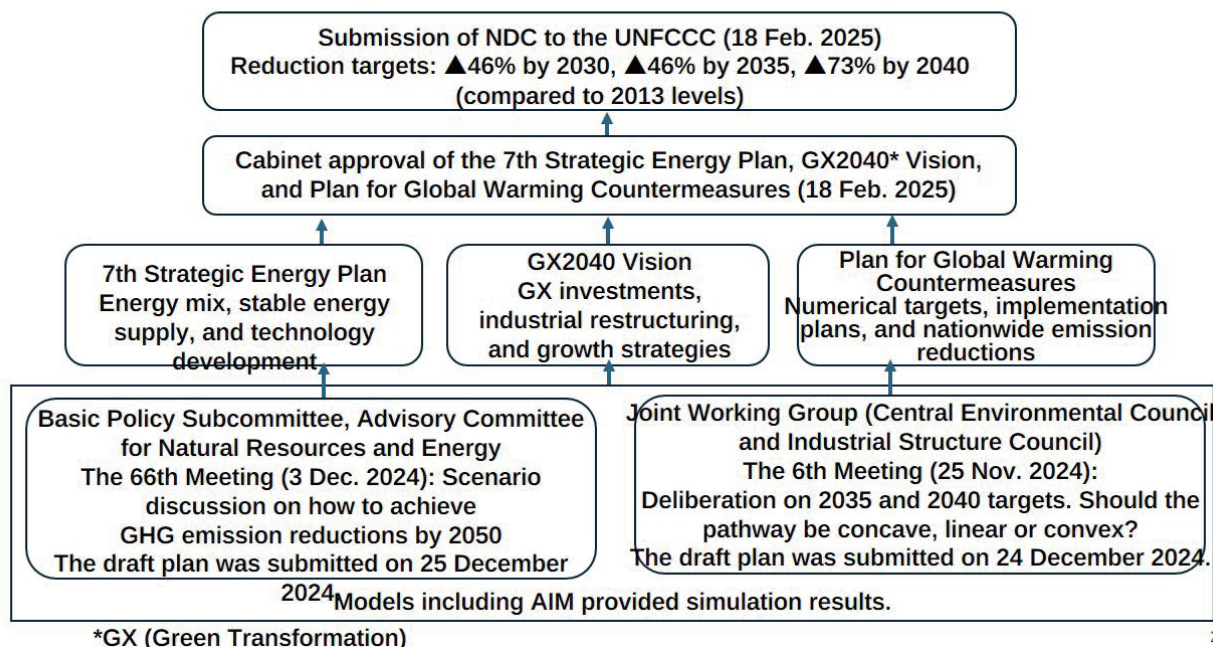 Submission of NDC to the UNFCCC (18 Feb. 2025)
Reduction targets: ▲46% by 2030, ▲46% by 2035, ▲73% by 2040
(compared to 2013 levels)
Cabinet approval of the 7th Strategic Energy Plan, GX2040* Vision,
and Plan for Global Warming Countermeasures (18 Feb. 2025)
7th Strategic Energy Plan
Energy mix, stable energy
supply, and technology
development
GX2040 Vision
GX investments,
industrial restructuring,
and growth strategies
Plan for Global Warming
Countermeasures
Numerical targets, implementation
plans, and nationwide emission
reductions
Basic Policy Subcommittee, Advisory Committee
for Natural Resources and Energy
The 66th Meeting (3 Dec. 2024): Scenario
discussion on how to achieve
GHG emission reductions by 2050
The draft plan was submitted on 25 December
2024.
Joint Working Group (Central Environmental Council
and Industrial Structure Council)
The 6th Meeting (25 Nov. 2024):
Deliberation on 2035 and 2040 targets. Should the
pathway be concave, linear or convex?
The draft plan was submitted on 24 December 2024.
Models including AIM provided simulation results.
*GX (Green Transformation)